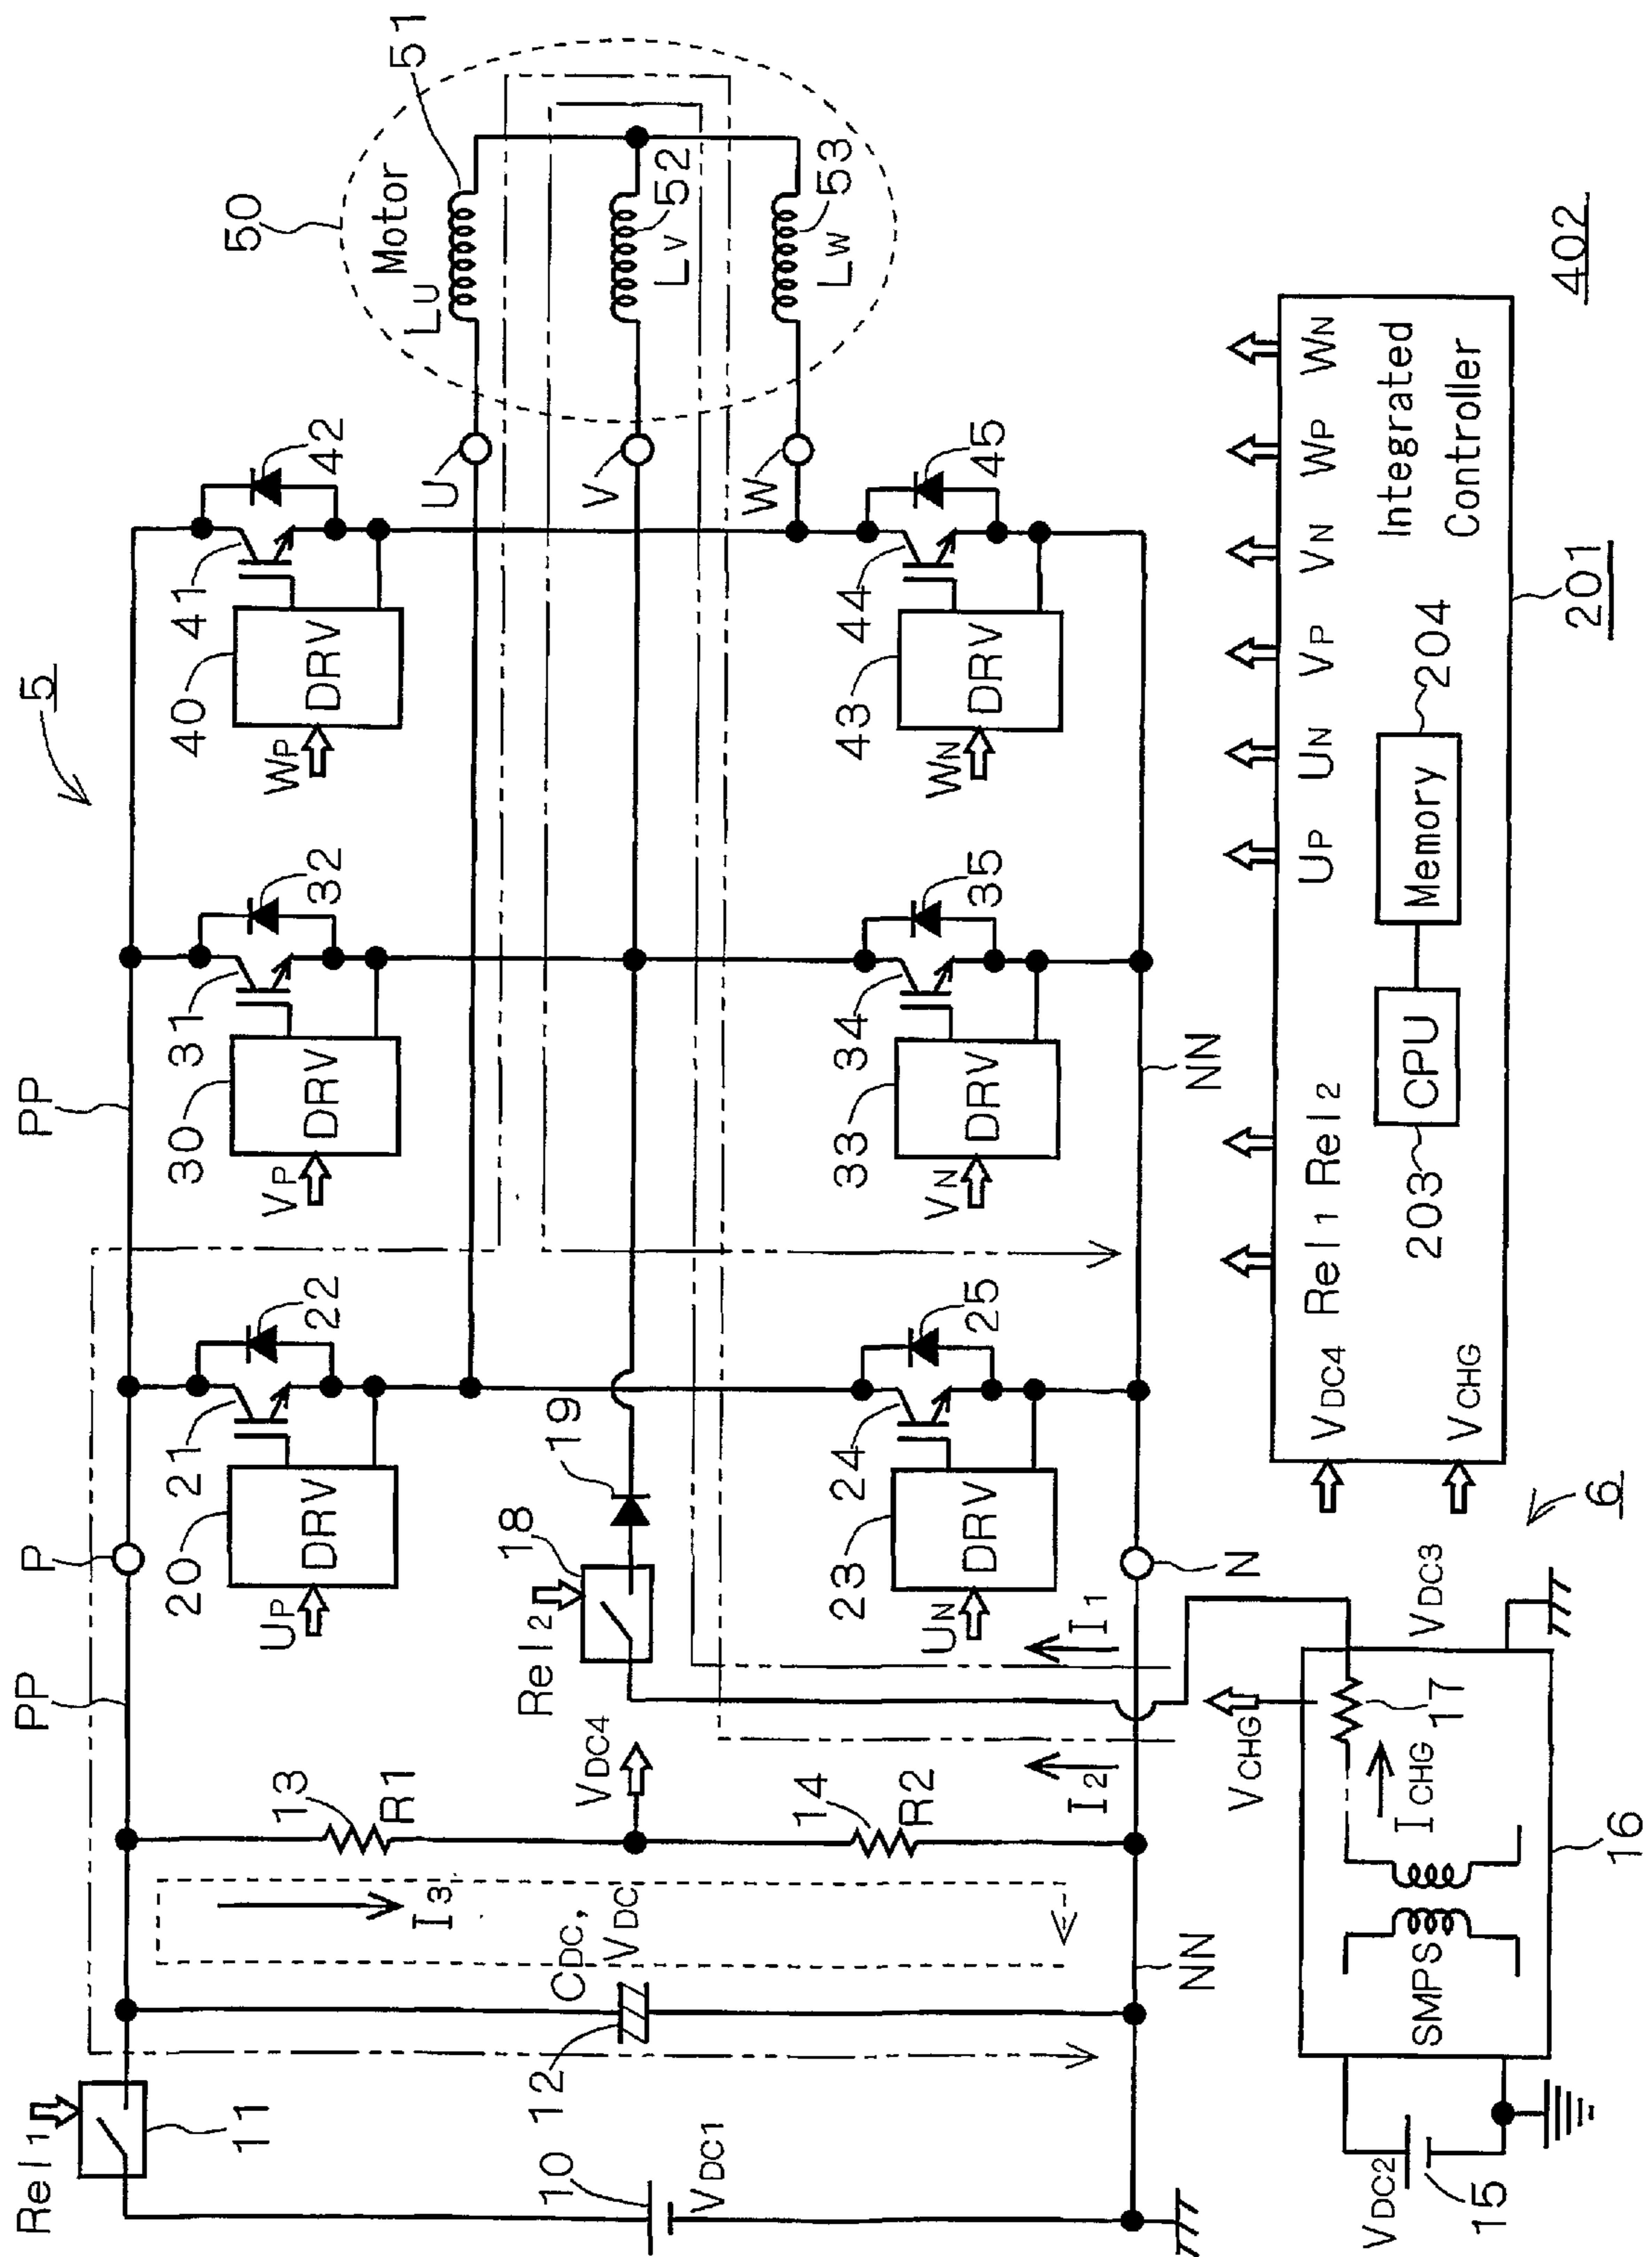 5
Rel1
11
PP
P
PP
UP
20
DRV
21
22
VP
30
DRV
31
32
WP
40
DRV
41
42
50
Motor
LU
51
U
LV
52
V
LW
53
W
I3
CDC,
VDC
12
13
R1
VDC4
14
R2
Rel2
18
19
10
VDC1
NN
I2
I1
N
UN
23
DRV
24
25
VN
33
DRV
34
35
NN
WN
43
DRV
44
45
VCHG
VDC2
15
SMPS
ICHG
17
16
VDC3
6
VDC4
VCHG
Rel1
Rel2
UP
UN
VP
VN
WP
WN
CPU
203
Memory
204
Integrated
Controller
201
402